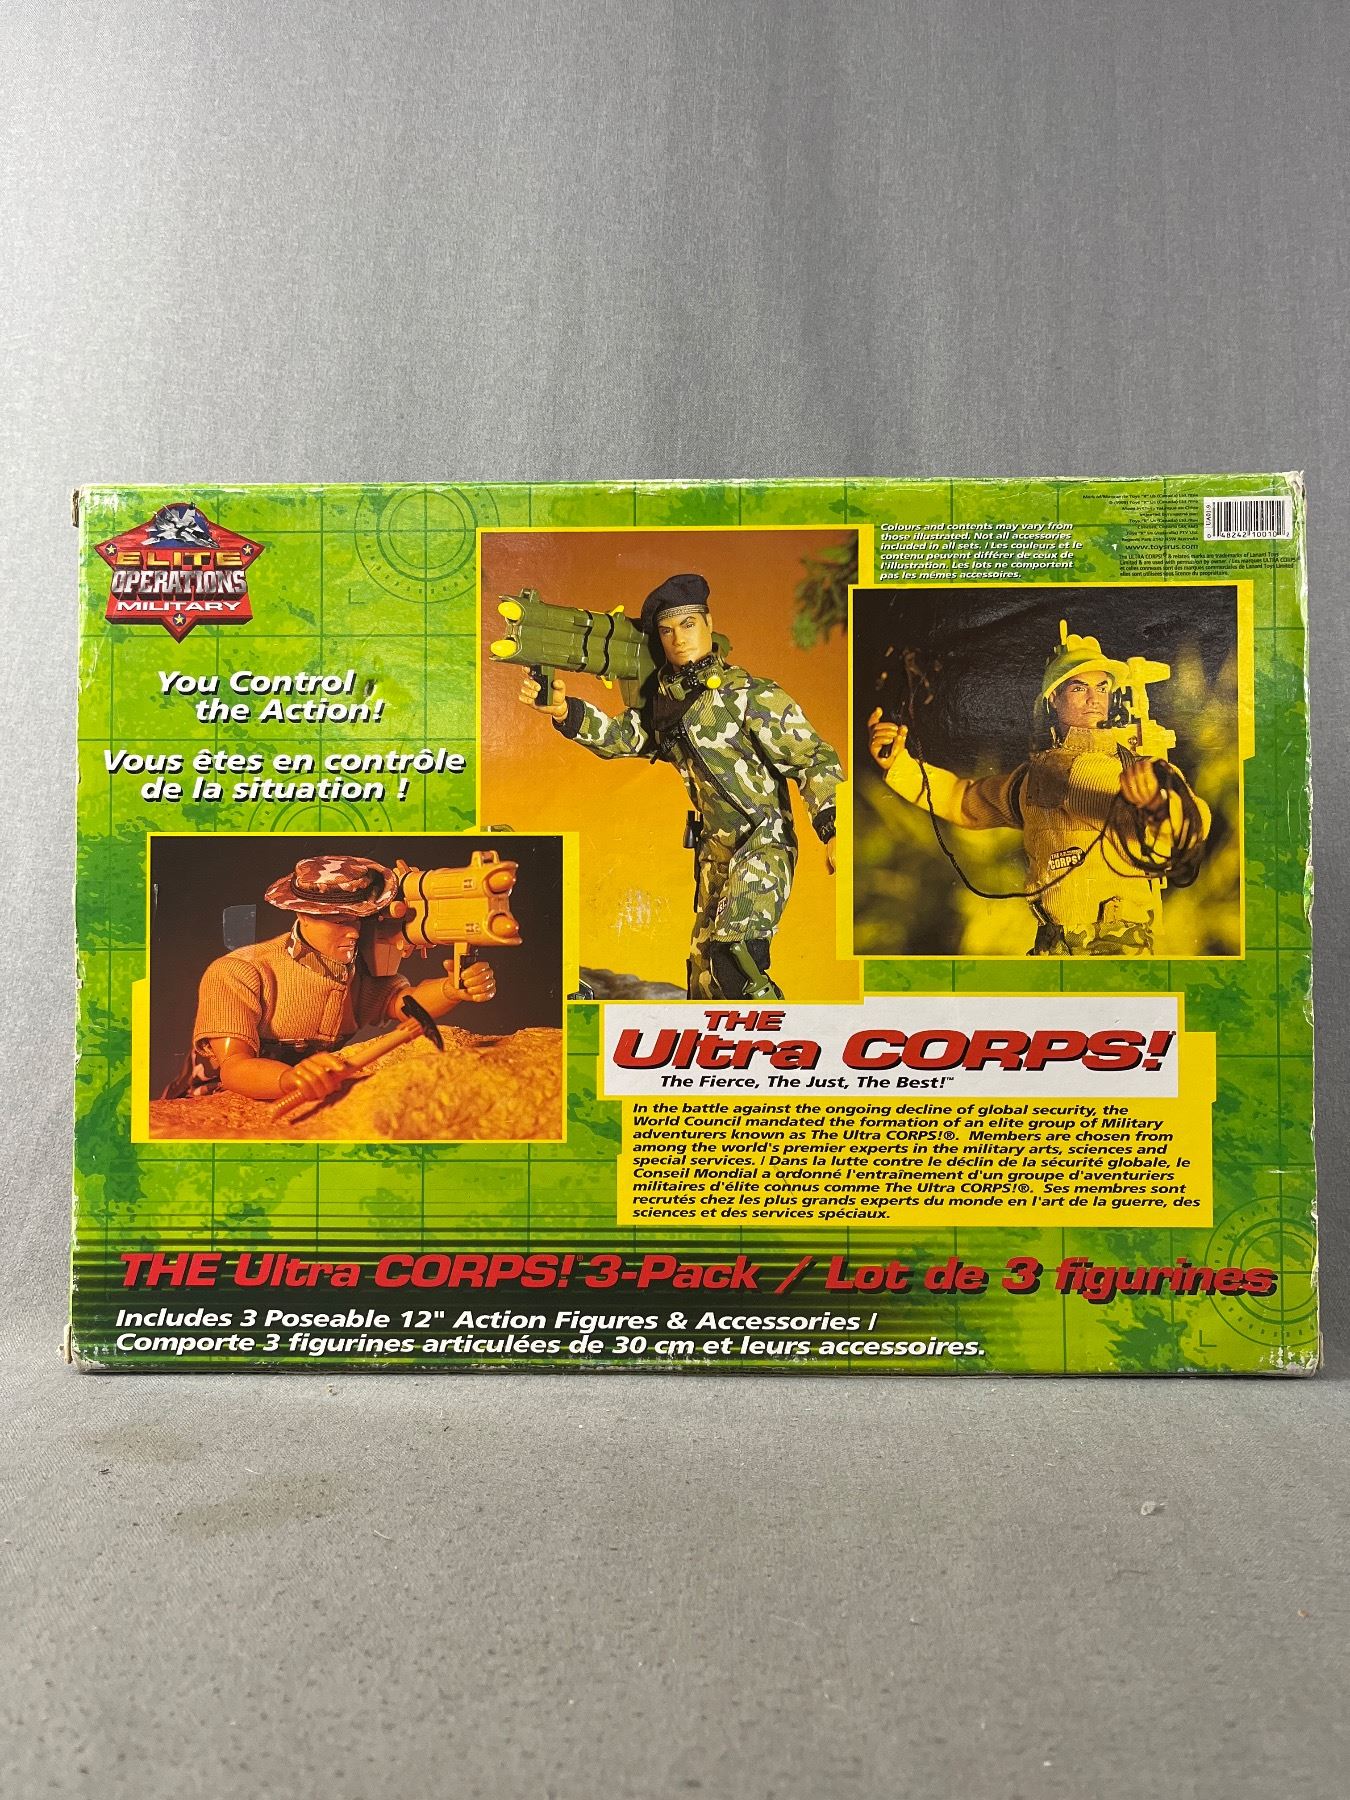 ELITE
OPERATIONS
MILITARY
You Control
the Action!
Vous êtes en contrôle
de la situation !
Colours and contents may vary from
those illustrated. Not all accessories
included in all sets. / Les couleurs et le
contenu peuvent différer de ceux de
l'illustration. Les lots ne comportent
pas les mêmes accessoires.
www.toysrus.com
0 48242 10010 2
CORPS!
THE
Ultra CORPS!
The Fierce, The Just, The Best!™
In the battle against the ongoing decline of global security, the
World Council mandated the formation of an elite group of Military
adventurers known as The Ultra CORPS!®. Members are chosen from
among the world's premier experts in the military arts, sciences and
special services. / Dans la lutte contre le déclin de la sécurité globale, le
Conseil Mondial a ordonné l'entraînement d'un groupe d'aventuriers
militaires d'élite connus comme The Ultra CORPS!®. Ses membres sont
recrutés chez les plus grands experts du monde en l'art de la guerre, des
sciences et des services spéciaux.
THE Ultra CORPS!® 3-Pack / Lot de 3 figurines
Includes 3 Poseable 12" Action Figures & Accessories /
Comporte 3 figurines articulées de 30 cm et leurs accessoires.